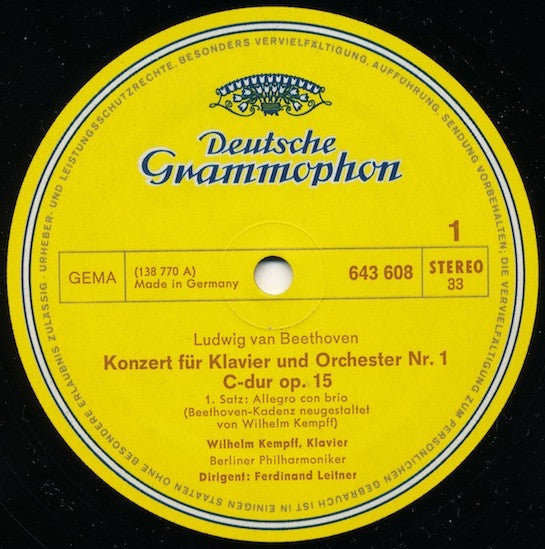 URHEBER- UND LEISTUNGSSCHUTZRECHTE, BESONDERS VERVIELFÄLTIGUNG, AUFFÜHRUNG, SENDUNG VORBEHALTEN; DIE VERVIELFÄLTIGUNG ZUM PERSÖNLICHEN GEBRAUCH IST IN EINIGEN STAATEN OHNE BESONDERE ERLAUBNIS ZULÄSSIG ·
Deutsche
Grammophon
1
GEMA
(138 770 A)
Made in Germany
643 608
STEREO
33
Ludwig van Beethoven
Konzert für Klavier und Orchester Nr. 1
C-dur op. 15
1. Satz: Allegro con brio
(Beethoven-Kadenz neugestaltet
von Wilhelm Kempff)
Wilhelm Kempff, Klavier
Berliner Philharmoniker
Dirigent: Ferdinand Leitner